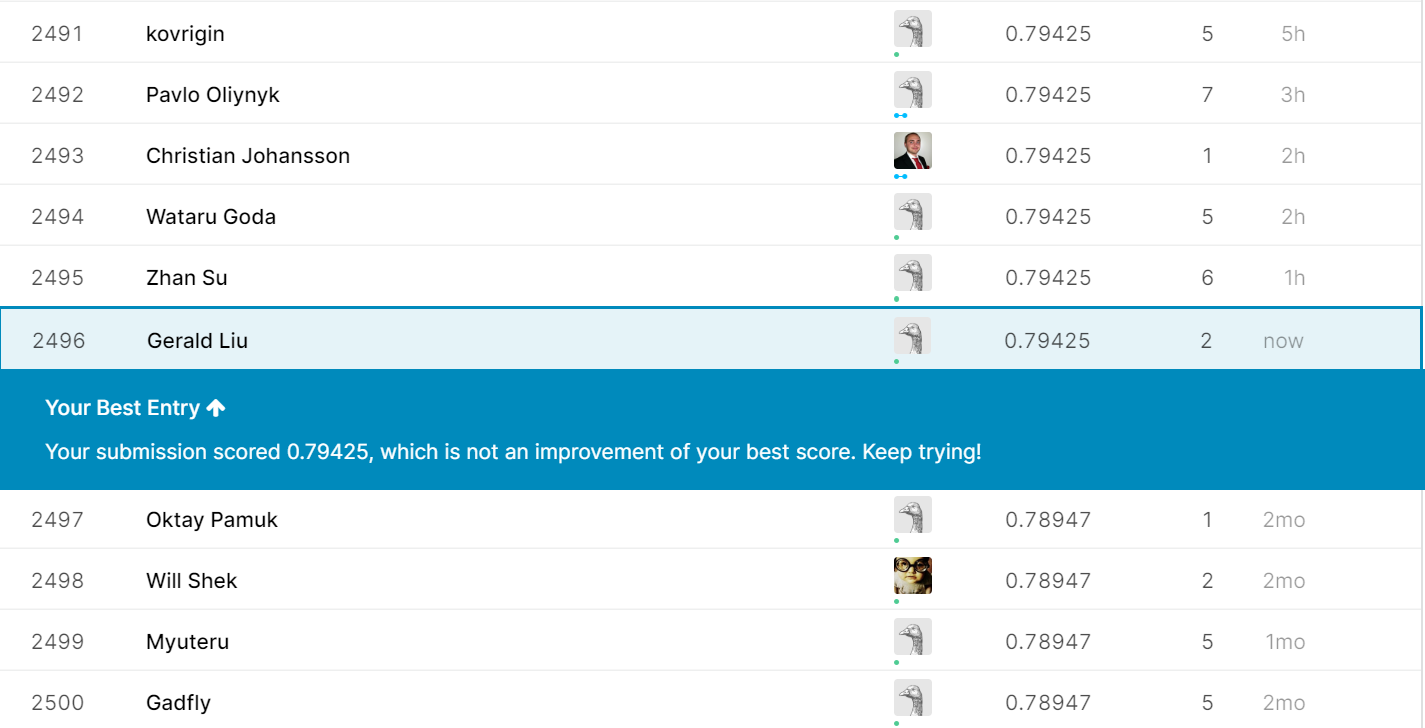 2491 kovrigin 0.79425 5 5h
2492 Pavlo Oliynyk 0.79425 7 3h
2493 Christian Johansson 0.79425 1 2h
2494 Wataru Goda 0.79425 5 2h
2495 Zhan Su 0.79425 6 1h
2496 Gerald Liu 0.79425 2 now
Your Best Entry
Your submission scored 0.79425, which is not an improvement of your best score. Keep trying!
2497 Oktay Pamuk 0.78947 1 2mo
2498 Will Shek 0.78947 2 2mo
2499 Myuteru 0.78947 5 1mo
2500 Gadfly 0.78947 5 2mo